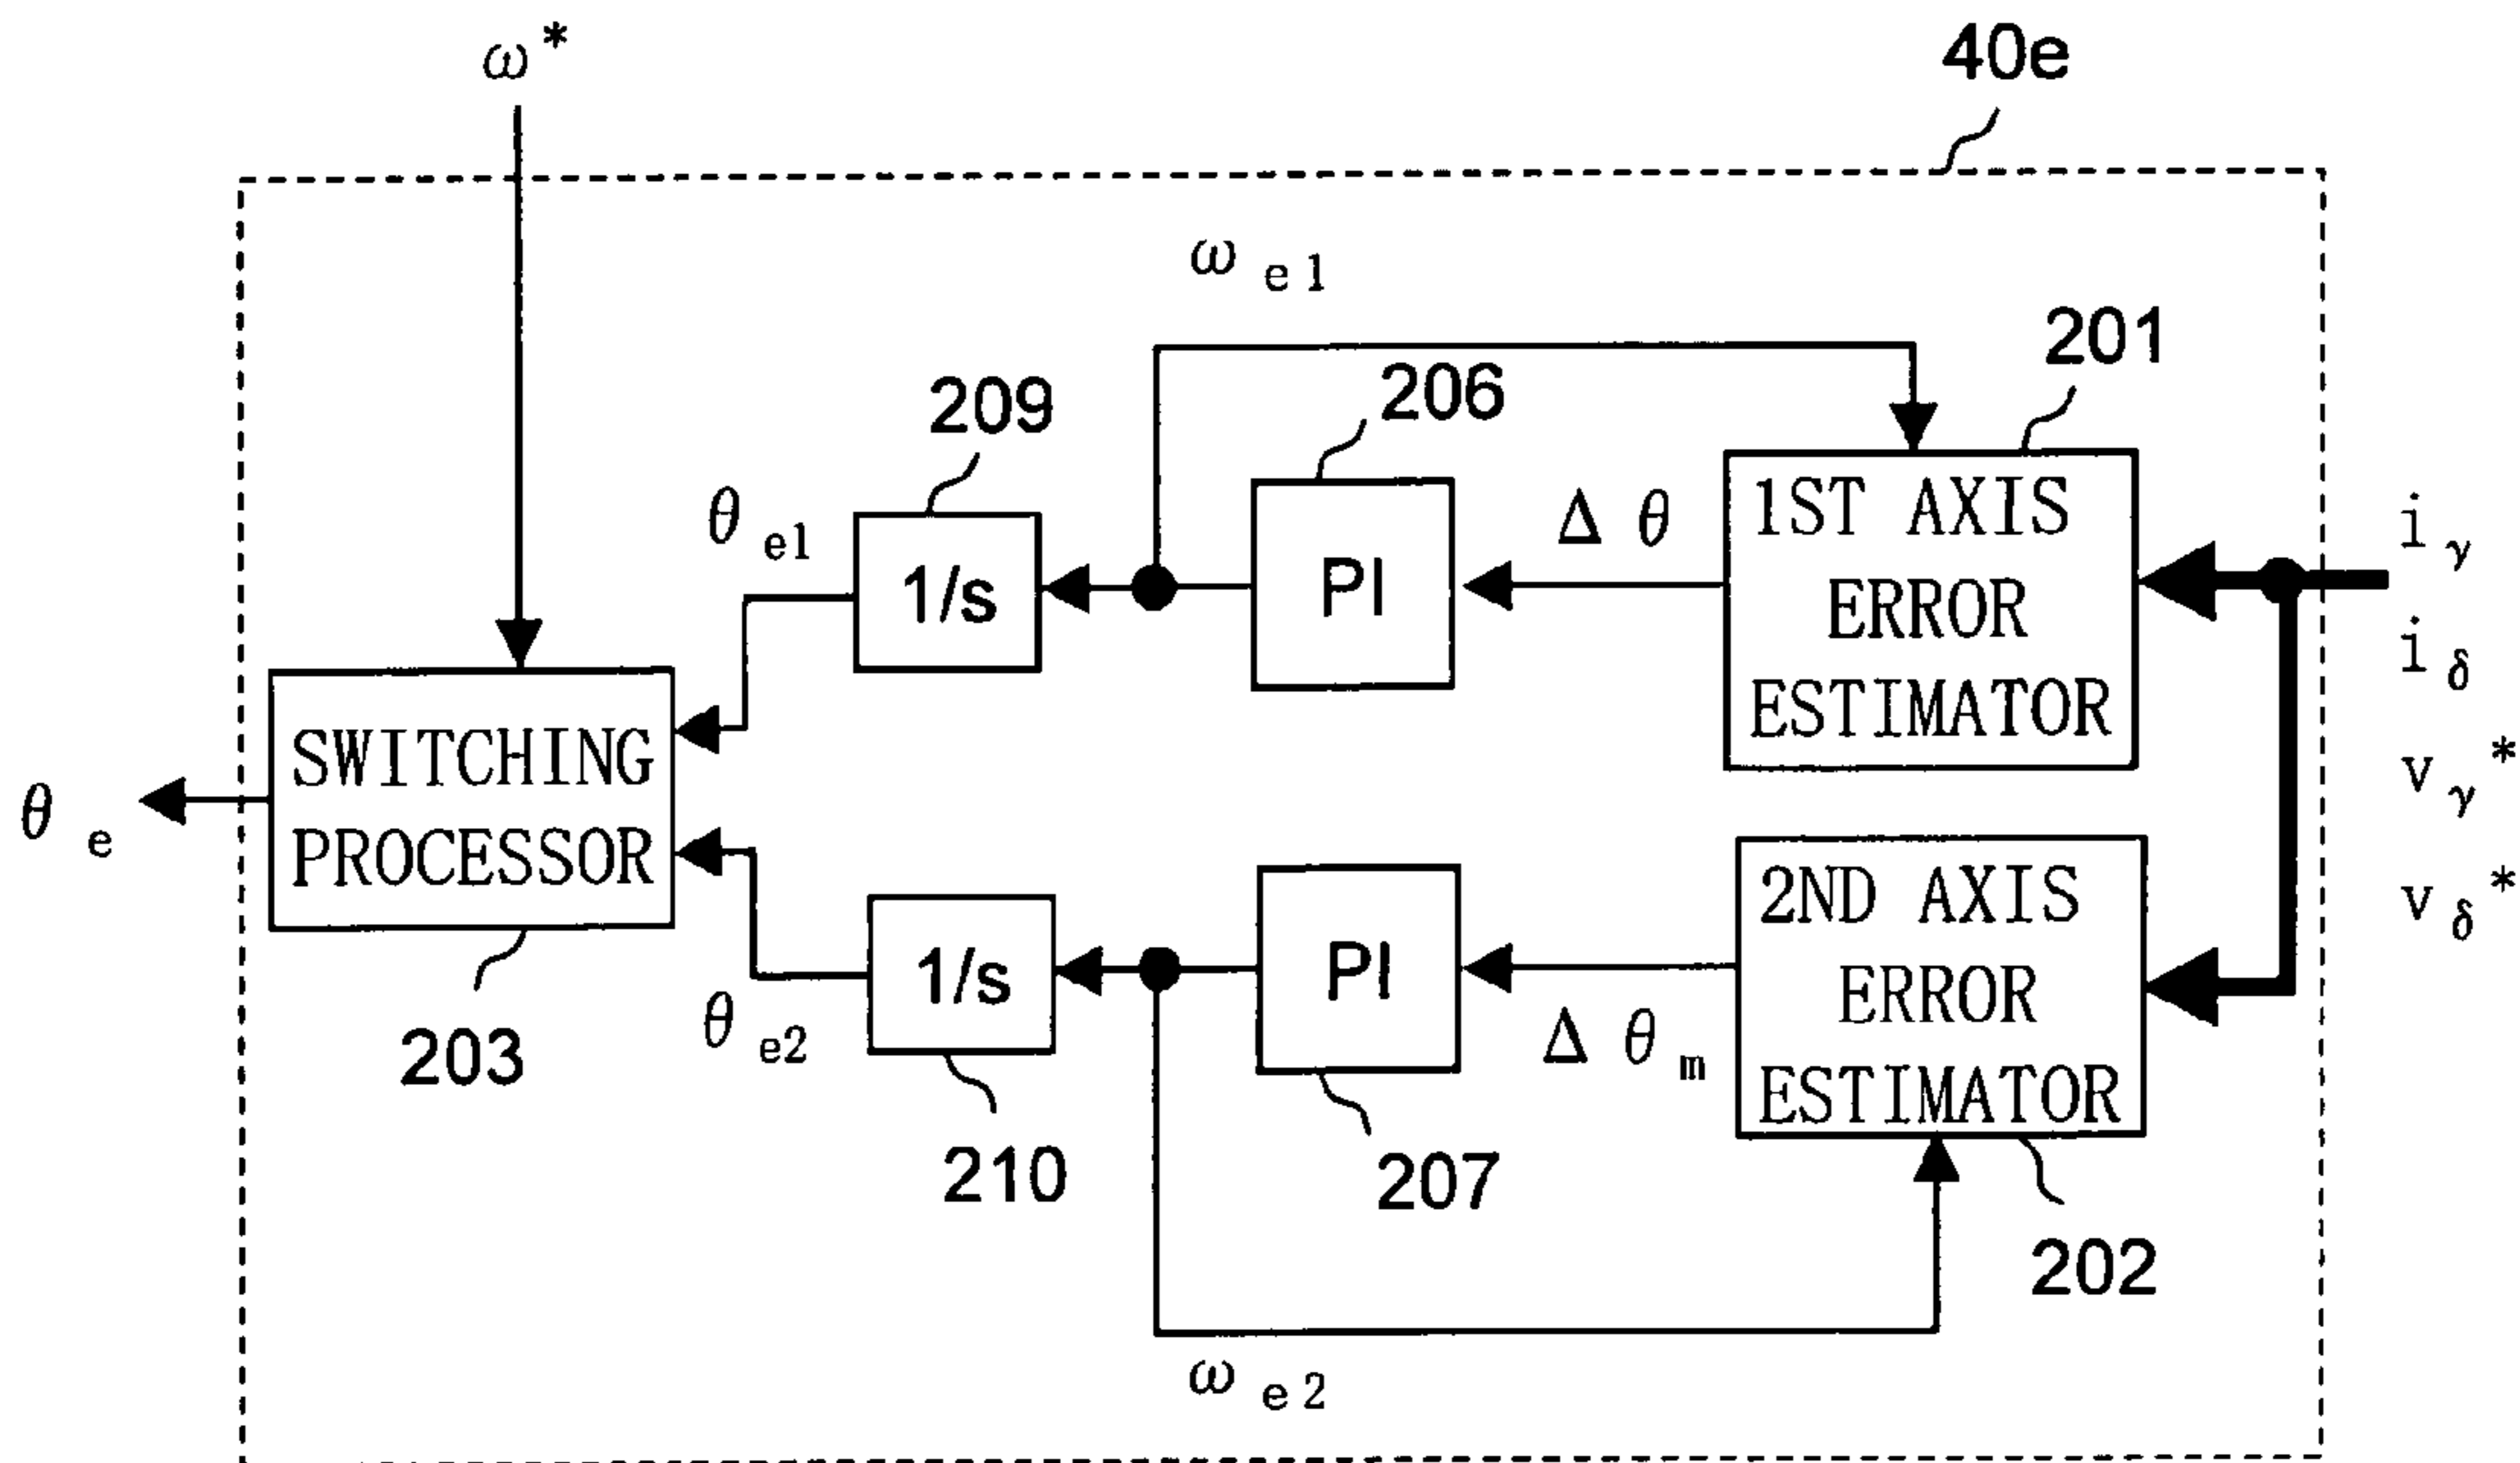 ω*
40e
ω e1
201
206
209
θ e1
1/s
PI
Δ θ
1ST AXIS
ERROR
ESTIMATOR
i γ
i δ
v γ *
v δ *
SWITCHING
PROCESSOR
θ e
203
θ e2
1/s
210
PI
207
Δ θ m
2ND AXIS
ERROR
ESTIMATOR
202
ω e2